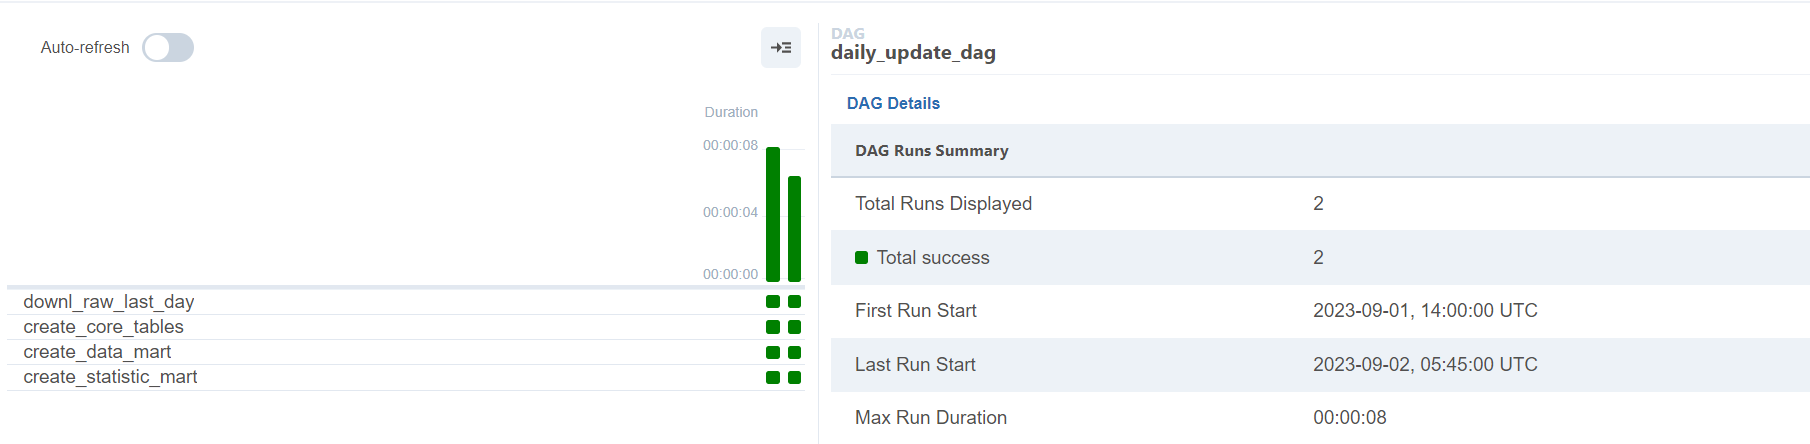 Auto-refresh
Duration
00:00:08
00:00:04
00:00:00
downl_raw_last_day
create_core_tables
create_data_mart
create_statistic_mart
DAG
daily_update_dag
DAG Details
DAG Runs Summary
Total Runs Displayed 2
Total success 2
First Run Start 2023-09-01, 14:00:00 UTC
Last Run Start 2023-09-02, 05:45:00 UTC
Max Run Duration 00:00:08